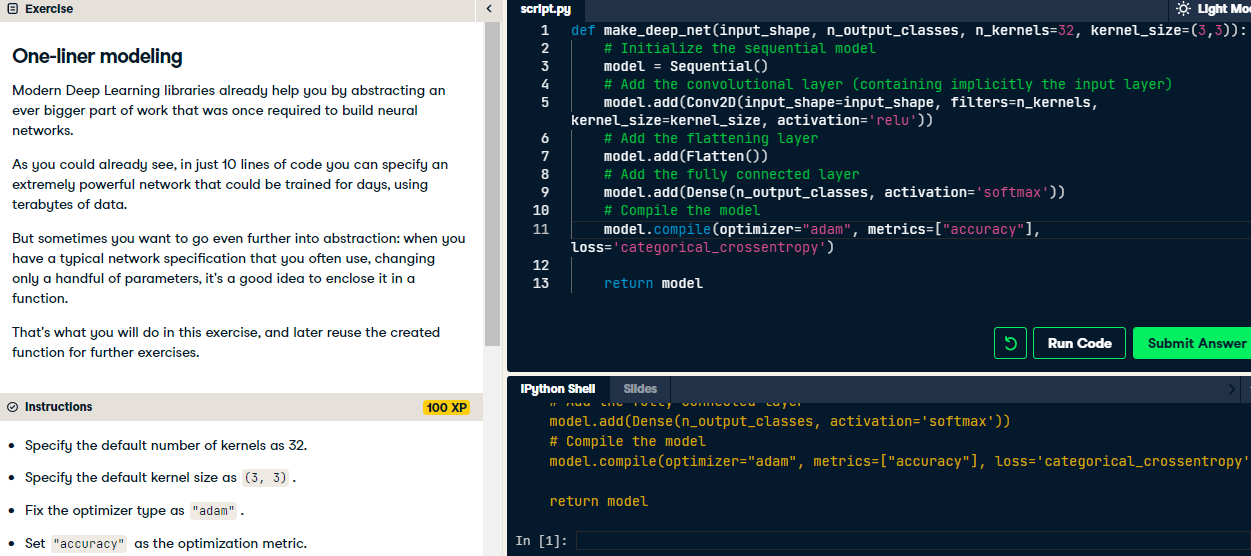 Exercise
One-liner modeling
Modern Deep Learning libraries already help you by abstracting an
ever bigger part of work that was once required to build neural
networks.
As you could already see, in just 10 lines of code you can specify an
extremely powerful network that could be trained for days, using
terabytes of data.
But sometimes you want to go even further into abstraction: when you
have a typical network specification that you often use, changing
only a handful of parameters, it's a good idea to enclose it in a
function.
That's what you will do in this exercise, and later reuse the created
function for further exercises.
Instructions
100 XP
Specify the default number of kernels as 32.
Specify the default kernel size as (3, 3) .
Fix the optimizer type as "adam" .
Set "accuracy" as the optimization metric.
script.py
Light Mo
1 def make_deep_net(input_shape, n_output_classes, n_kernels=32, kernel_size=(3,3)):
2 # Initialize the sequential model
3 model = Sequential()
4 # Add the convolutional layer (containing implicitly the input layer)
5 model.add(Conv2D(input_shape=input_shape, filters=n_kernels,
kernel_size=kernel_size, activation='relu'))
6 # Add the flattening layer
7 model.add(Flatten())
8 # Add the fully connected layer
9 model.add(Dense(n_output_classes, activation='softmax'))
10 # Compile the model
11 model.compile(optimizer="adam", metrics=["accuracy"],
loss='categorical_crossentropy')
12
13 return model
Run Code
Submit Answer
IPython Shell
Slides
# Add the fully connected layer
model.add(Dense(n_output_classes, activation='softmax'))
# Compile the model
model.compile(optimizer="adam", metrics=["accuracy"], loss='categorical_crossentropy'
return model
In [1]: